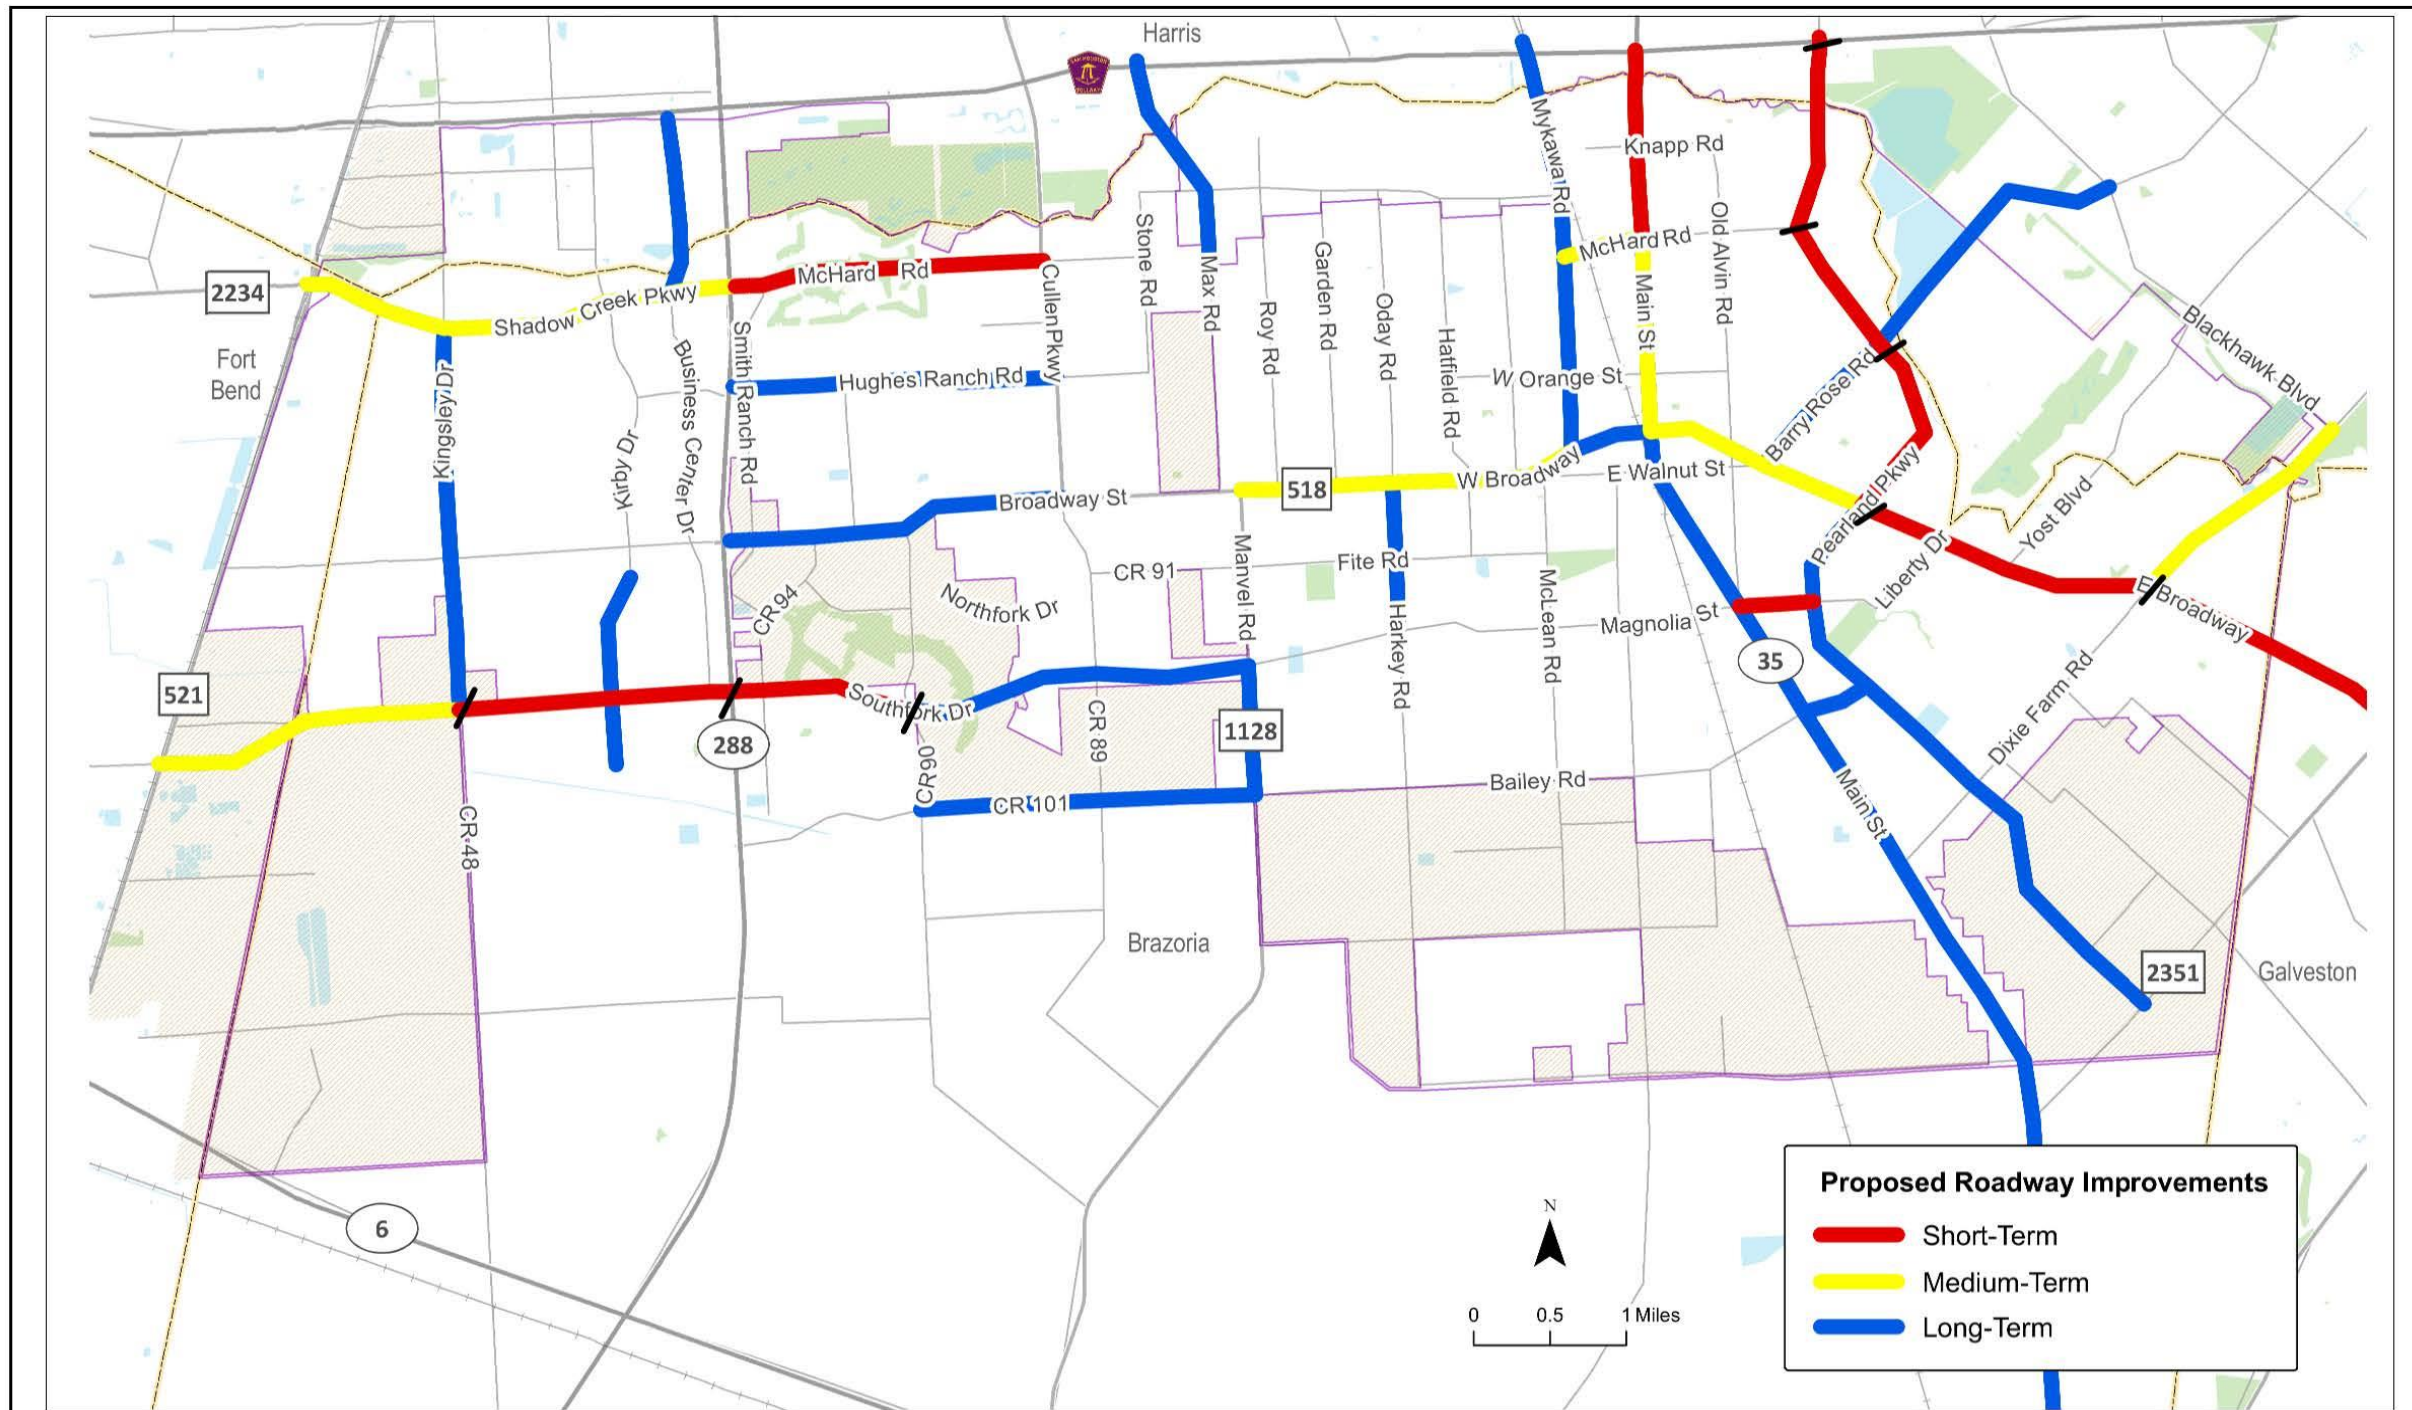 Harris
Knapp Rd
Mykawa Rd
McHard Rd
Old Alvin Rd
Main St
Stone Rd
Max Rd
Roy Rd
Garden Rd
Oday Rd
Hatfield Rd
W Orange St
McHard Rd
Cullen Pkwy
2234
Shadow Creek Pkwy
Fort
Bend
Kingsley Dr
Kirby Dr
Business Center Dr
Smith Ranch Rd
Hughes Ranch Rd
Blackhawk Blvd
Barry Rose Rd
Broadway St
518
W Broadway
E Walnut St
Pearland Pkwy
Yost Blvd
Liberty Dr
E Broadway
CR 91
Fite Rd
Manvel Rd
Harkey Rd
McLean Rd
Magnolia St
CR 94
Northfork Dr
35
521
Southfork Dr
288
CR 90
CR 89
1128
Dixie Farm Rd
Bailey Rd
Main St
CR 101
CR 48
Brazoria
2351
Galveston
6
N
0 0.5 1 Miles
Proposed Roadway Improvements
Short-Term
Medium-Term
Long-Term